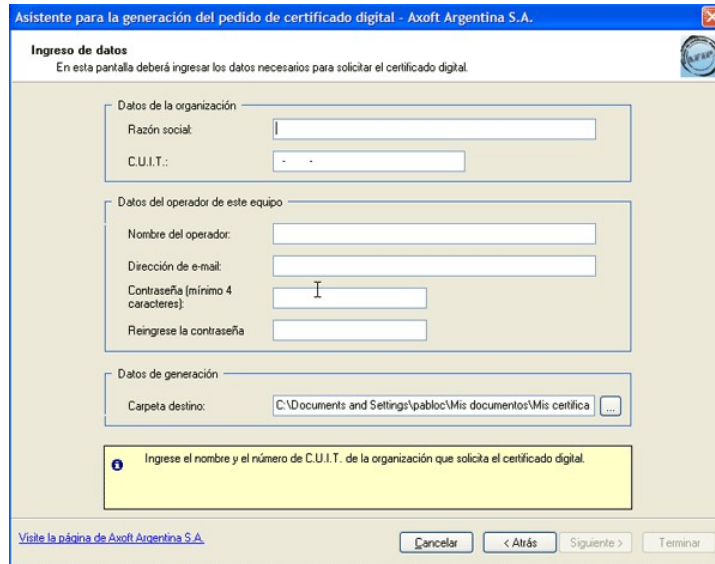 Asistente para la generación del pedido de certificado digital - Axoft Argentina S.A.
Ingreso de datos
En esta pantalla deberá ingresar los datos necesarios para solicitar el certificado digital.
AFIP
Datos de la organización
Razón social:
C.U.I.T.:
- -
Datos del operador de este equipo
Nombre del operador:
Dirección de e-mail:
Contraseña (mínimo 4
caracteres):
Reingrese la contraseña
Datos de generación
Carpeta destino:
C:\Documents and Settings\pabloc\Mis documentos\Mis certifica
...
Ingrese el nombre y el número de C.U.I.T. de la organización que solicita el certificado digital.
Visite la página de Axoft Argentina S.A.
Cancelar
< Atrás
Siguiente >
Terminar